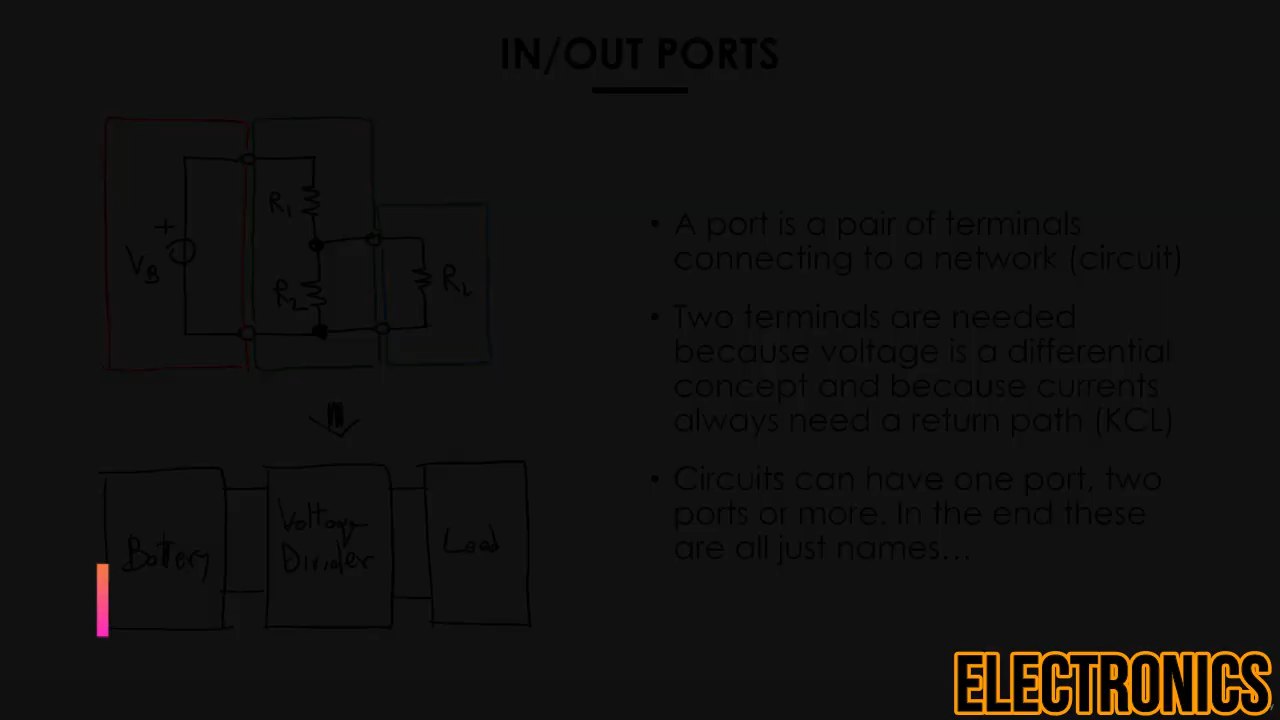 IN/OUT PORTS
R1
+
VB
R2
RL
• A port is a pair of terminals
connecting to a network (circuit)
• Two terminals are needed
because voltage is a differential
concept and because currents
always need a return path (KCL)
• Circuits can have one port, two
ports or more. In the end these
are all just names...
Battery
Voltage
Divider
Load
ELECTRONICS